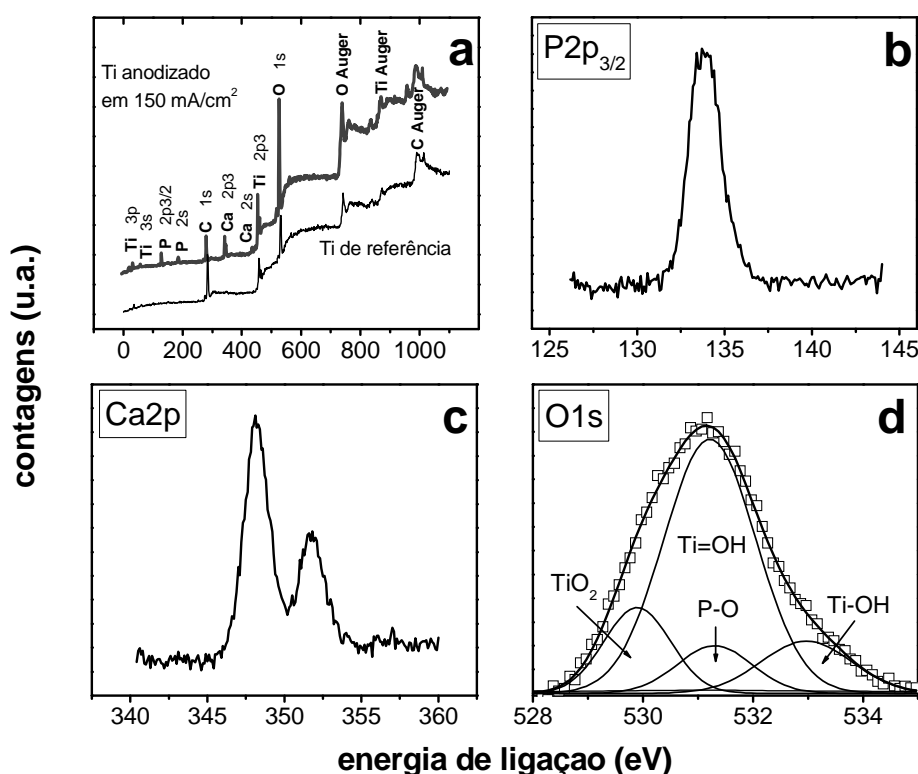 contagens (u.a.)
a
Ti anodizado
em 150 mA/cm²
Ti 3p
Ti 3s
P 2p3/2
P 2s
C 1s
Ca 2p3
Ca 2s
Ti 2p3
O 1s
O Auger
Ti Auger
C Auger
Ti de referência
0 200 400 600 800 1000
b
P2p3/2
125 130 135 140 145
c
Ca2p
340 345 350 355 360
d
O1s
TiO2
Ti=OH
P-O
Ti-OH
528 530 532 534
energia de ligaçao (eV)